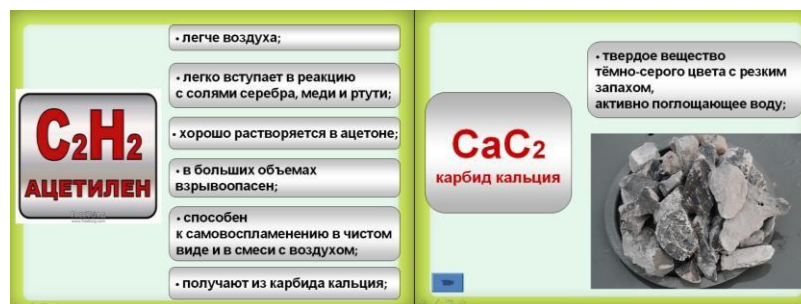 C₂H₂
АЦЕТИЛЕН
• легче воздуха;
• легко вступает в реакцию
с солями серебра, меди и ртути;
• хорошо растворяется в ацетоне;
• в больших объемах
взрывоопасен;
• способен
к самовоспламенению в чистом
виде и в смеси с воздухом;
• получают из карбида кальция;
CaC₂
карбид кальция
• твердое вещество
тёмно-серого цвета с резким
запахом,
активно поглощающее воду;